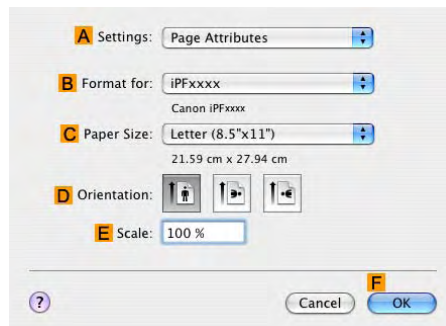 A Settings: Page Attributes
B Format for: iPFxxxx
Canon iPFxxxx
C Paper Size: Letter (8.5"x11")
21.59 cm x 27.94 cm
D Orientation:
E Scale: 100 %
F
? Cancel OK